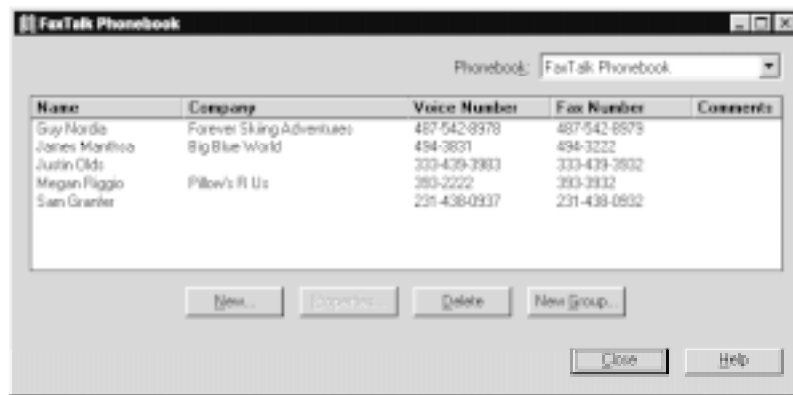 FaxTalk Phonebook
Phonebook: FaxTalk Phonebook
Name Company Voice Number Fax Number Comments
Guy Nordia Forever Skiing Adventures 487-542-8978 487-542-8979
James Manthoa Big Blue World 494-3831 494-3222
Justin Olds 333-439-3983 333-439-3932
Megan Riggio Pillow's R Us 393-2222 393-3932
Sam Granfer 231-438-0937 231-438-0932
New... Properties... Delete New Group...
Close Help